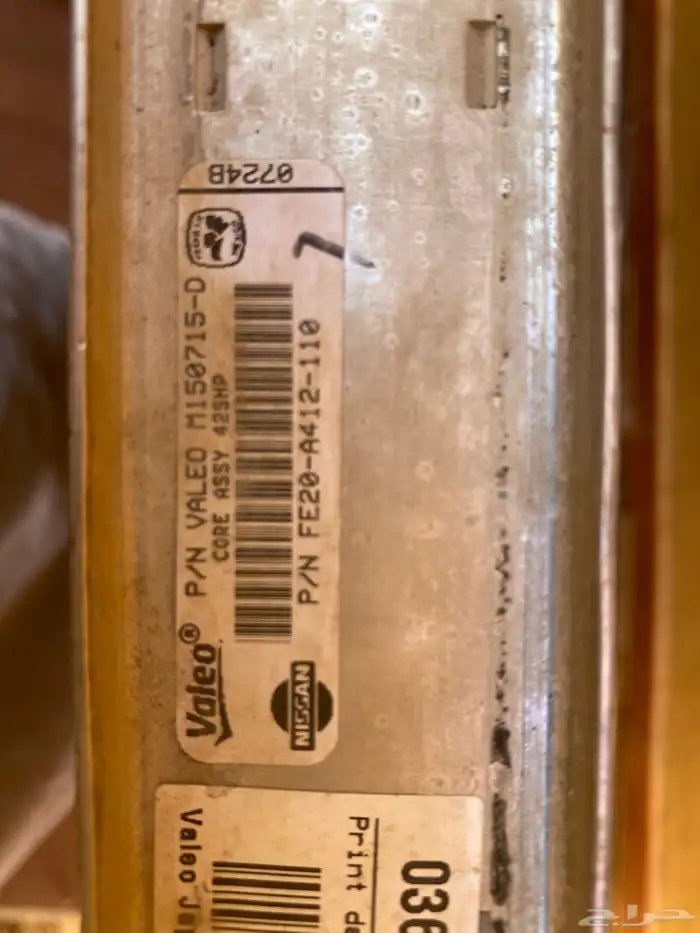 0724B
Valeo® P/N VALEO M150715-D
CORE ASSY 42SHP
NISSAN P/N FE20-A412-110
036
Print da
Valeo Ja
حراج